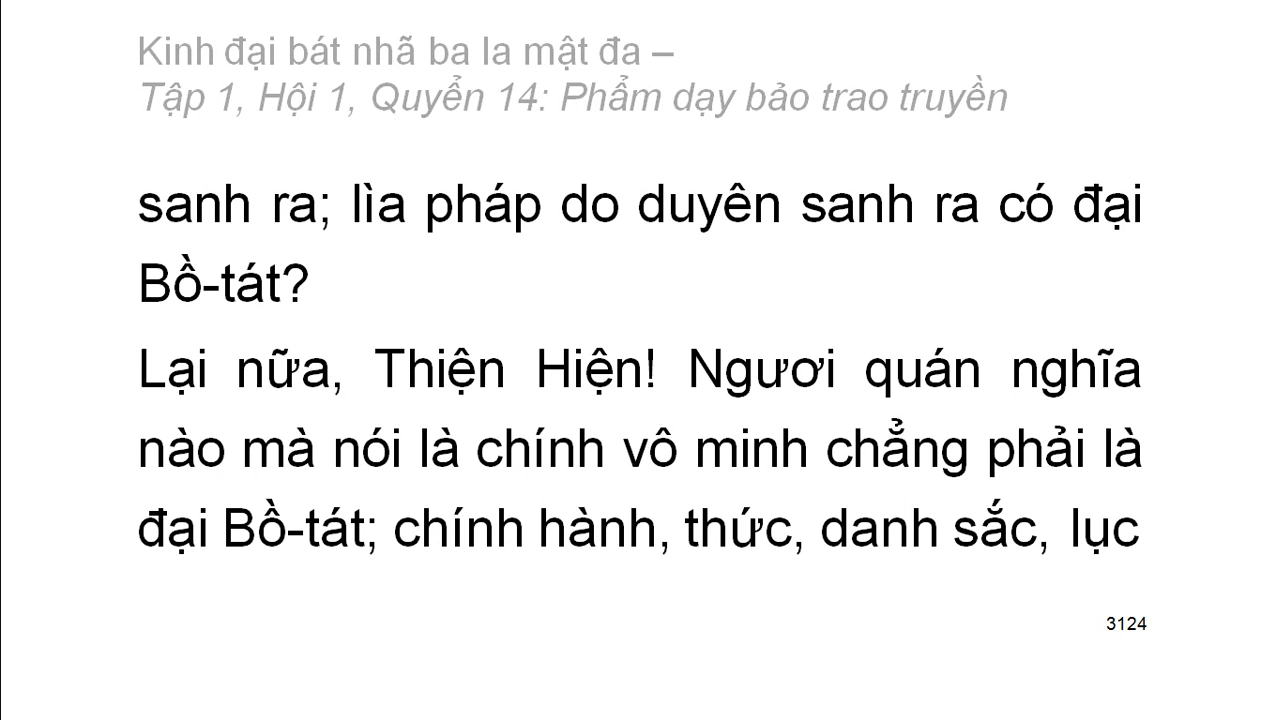 Kinh đại bát nhã ba la mật đa –
Tập 1, Hội 1, Quyển 14: Phẩm dạy bảo trao truyền
sanh ra; lìa pháp do duyên sanh ra có đại
Bồ-tát?
Lại nữa, Thiện Hiện! Ngươi quán nghĩa
nào mà nói là chính vô minh chẳng phải là
đại Bồ-tát; chính hành, thức, danh sắc, lục
3124